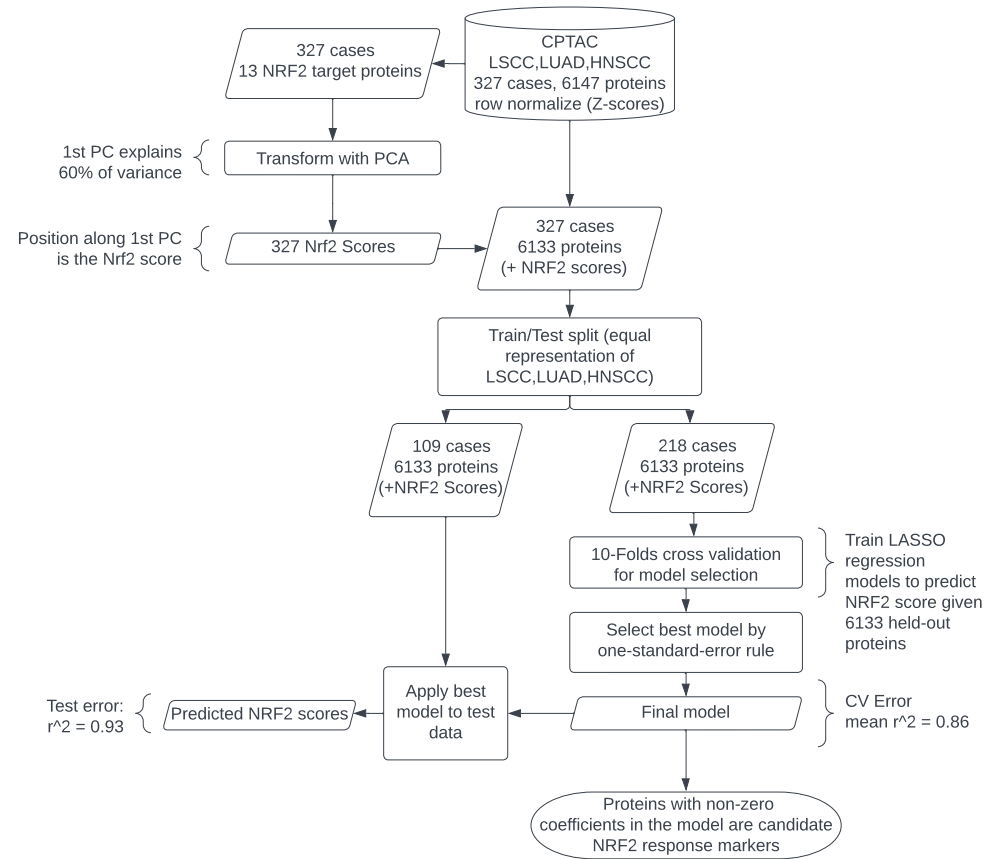 CPTAC
LSCC,LUAD,HNSCC
327 cases, 6147 proteins
row normalize (Z-scores)
327 cases
13 NRF2 target proteins
1st PC explains
60% of variance
Transform with PCA
Position along 1st PC
is the Nrf2 score
327 Nrf2 Scores
327 cases
6133 proteins
(+ NRF2 scores)
Train/Test split (equal
representation of
LSCC,LUAD,HNSCC)
109 cases
6133 proteins
(+NRF2 Scores)
218 cases
6133 proteins
(+NRF2 Scores)
10-Folds cross validation
for model selection
Train LASSO
regression
models to predict
NRF2 score given
6133 held-out
proteins
Select best model by
one-standard-error rule
Final model
CV Error
mean r^2 = 0.86
Apply best
model to test
data
Predicted NRF2 scores
Test error:
r^2 = 0.93
Proteins with non-zero
coefficients in the model are candidate
NRF2 response markers